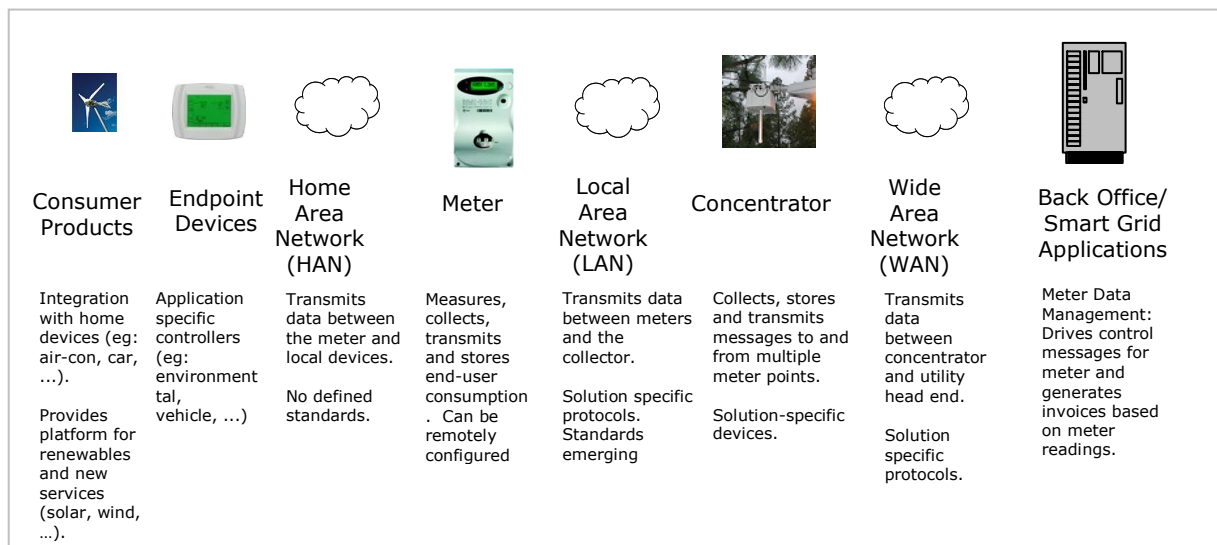 Consumer
Products
Endpoint
Devices
Home
Area
Network
(HAN)
Meter
Local
Area
Network
(LAN)
Concentrator
Wide
Area
Network
(WAN)
Back Office/
Smart Grid
Applications
Integration
with home
devices (eg:
air-con, car,
...).
Provides
platform for
renewables
and new
services
(solar, wind,
...).
Application
specific
controllers
(eg:
environment
tal,
vehicle, ...)
Transmits
data between
the meter and
local devices.
No defined
standards.
Measures,
collects,
transmits
and stores
end-user
consumption
. Can be
remotely
configured
Transmits data
between meters
and the
collector.
Solution specific
protocols.
Standards
emerging
Collects, stores
and transmits
messages to and
from multiple
meter points.
Solution-specific
devices.
Transmits
data
between
concentrator
and utility
head end.
Solution
specific
protocols.
Meter Data
Management:
Drives control
messages for
meter and
generates
invoices based
on meter
readings.